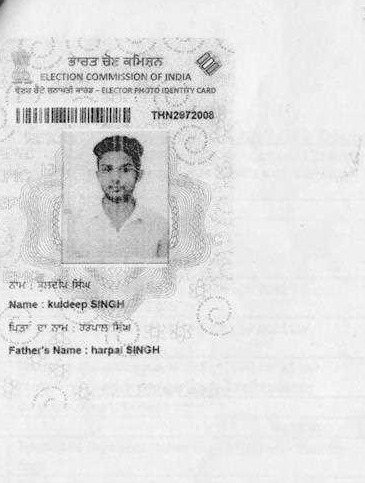 ਭਾਰਤ ਚੋਣ ਕਮਿਸ਼ਨ
ELECTION COMMISSION OF INDIA
ਵੋਟਰ ਫੋਟੋ ਸ਼ਨਾਖਤੀ ਕਾਰਡ - ELECTOR PHOTO IDENTITY CARD
THN2972008
ਨਾਮ : ਕੁਲਦੀਪ ਸਿੰਘ
Name : kuldeep SINGH
ਪਿਤਾ ਦਾ ਨਾਮ : ਹਰਪਾਲ ਸਿੰਘ
Father's Name : harpal SINGH